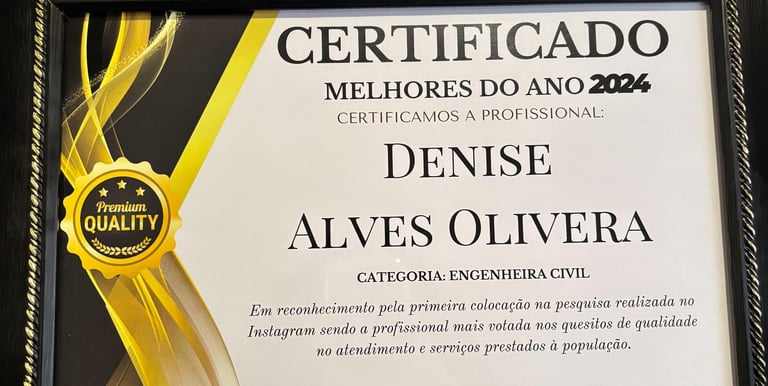 CERTIFICADO
MELHORES DO ANO 2024
CERTIFICAMOS A PROFISSIONAL:
DENISE
ALVES OLIVERA
CATEGORIA: ENGENHEIRA CIVIL
Premium
QUALITY
Em reconhecimento pela primeira colocação na pesquisa realizada no
Instagram sendo a profissional mais votada nos quesitos de qualidade
no atendimento e serviços prestados à população.